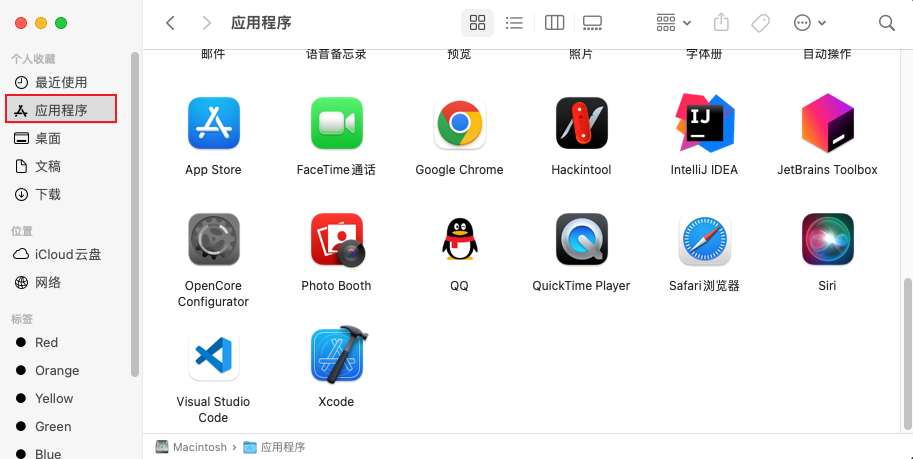 应用程序
个人收藏
最近使用
应用程序
桌面
文稿
下载
位置
iCloud云盘
网络
标签
Red
Orange
Yellow
Green
Blue
邮件 语音备忘录 预览 照片 字体册 自动操作
App Store FaceTime通话 Google Chrome Hackintool IntelliJ IDEA JetBrains Toolbox
OpenCore Photo Booth QQ QuickTime Player Safari浏览器 Siri
Configurator
Visual Studio Xcode
Code
Macintosh › 应用程序
IJ